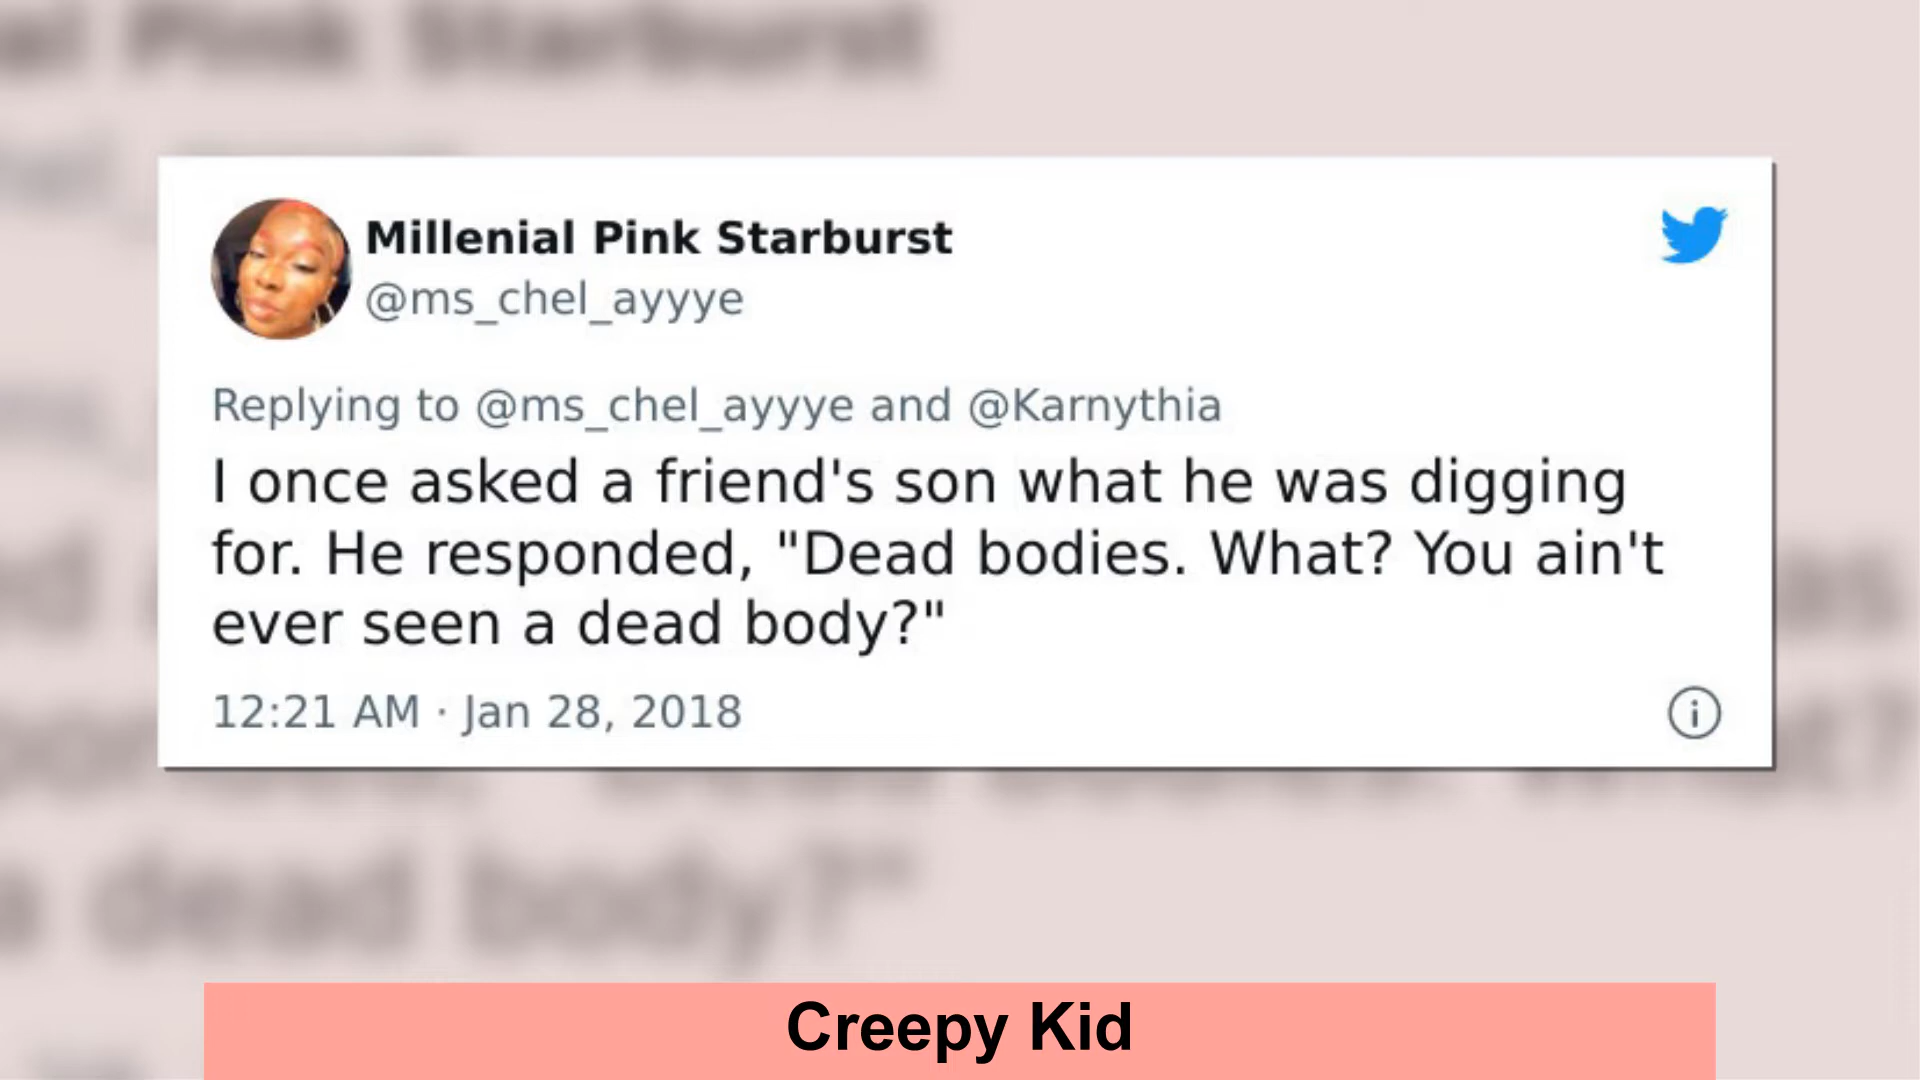 Millenial Pink Starburst
@ms_chel_ayyye
Replying to @ms_chel_ayyye and @Karnythia
I once asked a friend's son what he was digging
for. He responded, "Dead bodies. What? You ain't
ever seen a dead body?"
12:21 AM · Jan 28, 2018
Creepy Kid